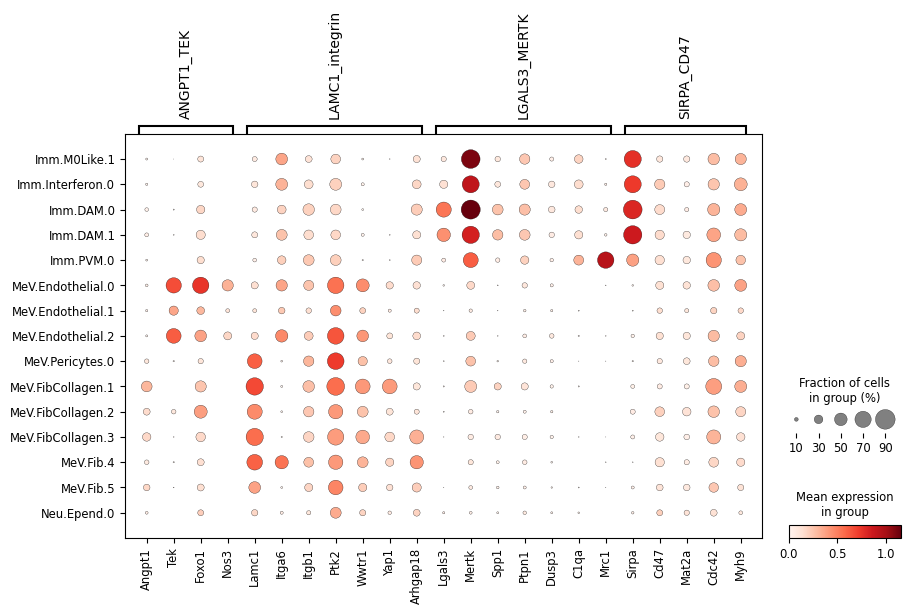 ANGPT1_TEK
LAMC1_integrin
LGALS3_MERTK
SIRPA_CD47
Imm.M0Like.1
Imm.Interferon.0
Imm.DAM.0
Imm.DAM.1
Imm.PVM.0
MeV.Endothelial.0
MeV.Endothelial.1
MeV.Endothelial.2
MeV.Pericytes.0
MeV.FibCollagen.1
MeV.FibCollagen.2
MeV.FibCollagen.3
MeV.Fib.4
MeV.Fib.5
Neu.Epend.0
Angpt1
Tek
Foxo1
Nos3
Lamc1
Itga6
Itgb1
Ptk2
Wwtr1
Yap1
Arhgap18
Lgals3
Mertk
Spp1
Ptpn1
Dusp3
C1qa
Mrc1
Sirpa
Cd47
Mat2a
Cdc42
Myh9
Fraction of cells
in group (%)
10 30 50 70 90
Mean expression
in group
0.0 0.5 1.0